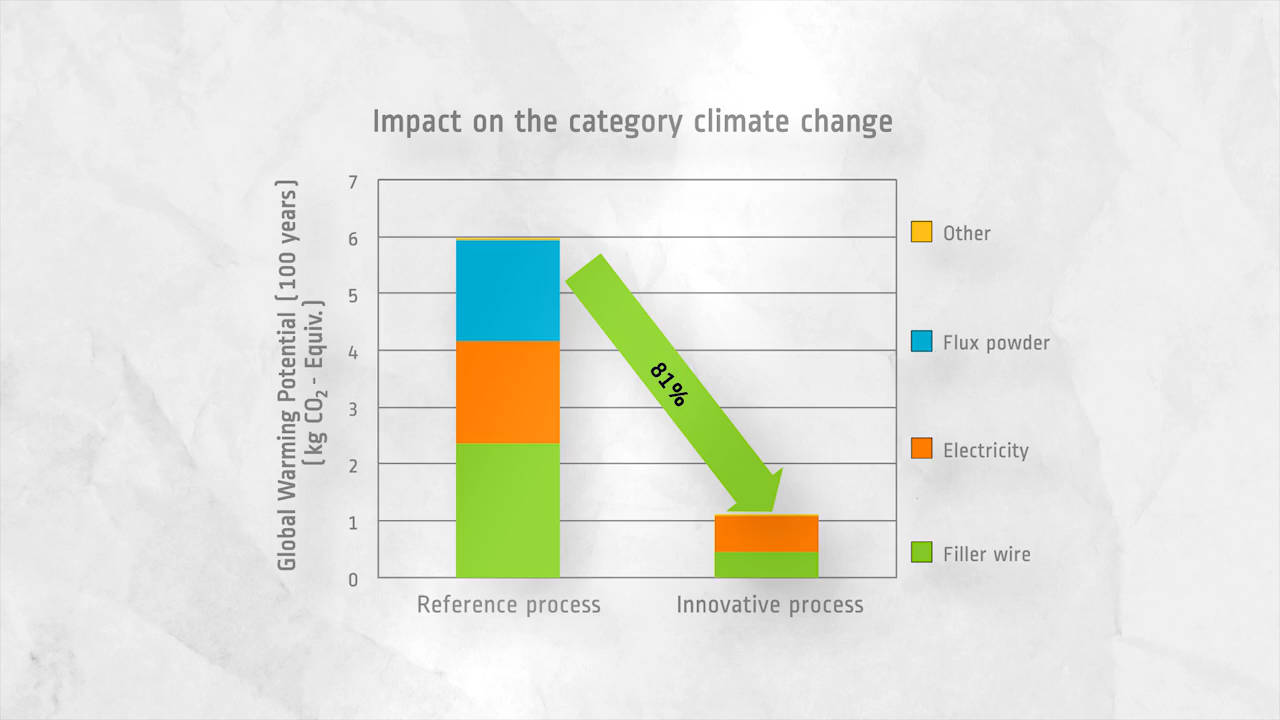 Impact on the category climate change
Global Warming Potential (100 years)
(kg CO₂ - Equiv.)
7
6
5
4
3
2
1
0
81%
Reference process
Innovative process
Other
Flux powder
Electricity
Filler wire